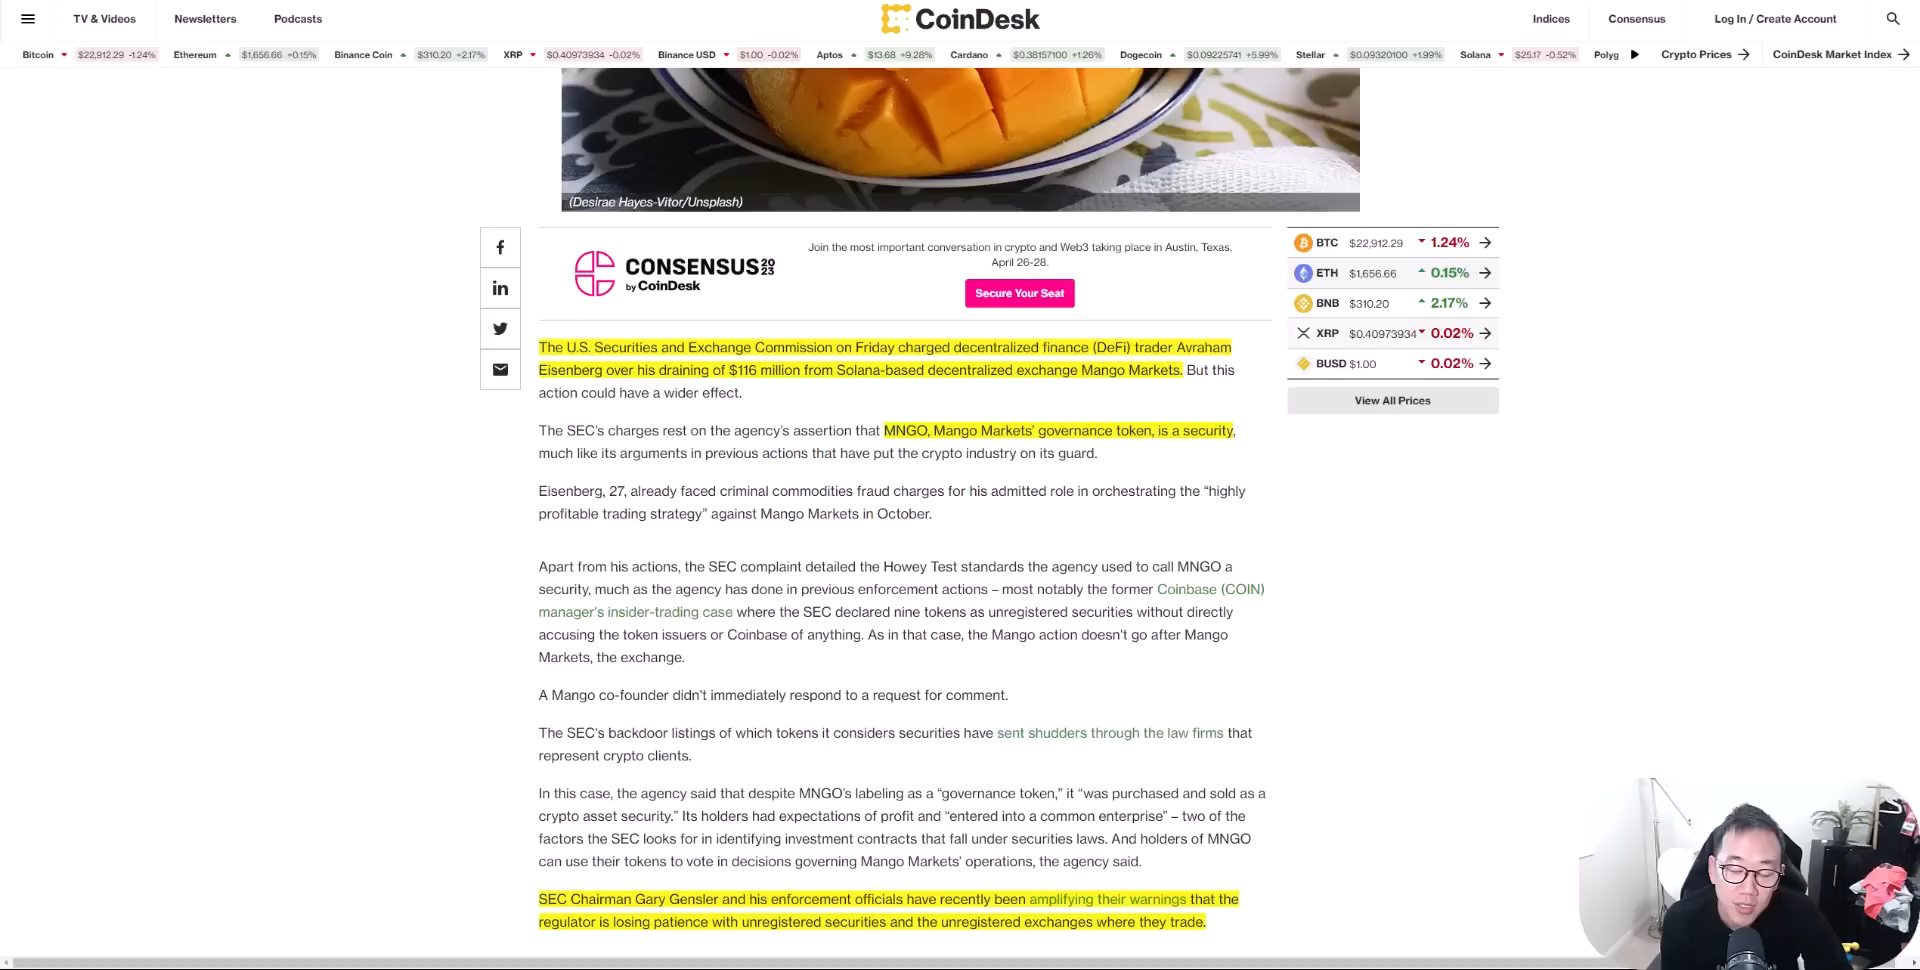 TV & Videos Newsletters Podcasts CoinDesk Indices Consensus Log In / Create Account
Bitcoin $22,912.29 -1.24% Ethereum $1,656.66 +0.15% Binance Coin $310.20 +2.17% XRP $0.40973934 -0.02% Binance USD $1.00 -0.02% Aptos $13.68 +9.28% Cardano $0.38157100 +1.26% Dogecoin $0.09225741 +5.99% Stellar $0.09320100 +1.99% Solana $25.17 -0.52% Polyg Crypto Prices CoinDesk Market Index
(Desirae Hayes-Vitor/Unsplash)
CONSENSUS 2023
by CoinDesk
Join the most important conversation in crypto and Web3 taking place in Austin, Texas,
April 26-28.
Secure Your Seat
BTC $22,912.29 1.24%
ETH $1,656.66 0.15%
BNB $310.20 2.17%
XRP $0.40973934 0.02%
BUSD $1.00 0.02%
View All Prices
The U.S. Securities and Exchange Commission on Friday charged decentralized finance (DeFi) trader Avraham
Eisenberg over his draining of $116 million from Solana-based decentralized exchange Mango Markets. But this
action could have a wider effect.
The SEC's charges rest on the agency's assertion that MNGO, Mango Markets' governance token, is a security,
much like its arguments in previous actions that have put the crypto industry on its guard.
Eisenberg, 27, already faced criminal commodities fraud charges for his admitted role in orchestrating the “highly
profitable trading strategy” against Mango Markets in October.
Apart from his actions, the SEC complaint detailed the Howey Test standards the agency used to call MNGO a
security, much as the agency has done in previous enforcement actions – most notably the former Coinbase (COIN)
manager's insider-trading case where the SEC declared nine tokens as unregistered securities without directly
accusing the token issuers or Coinbase of anything. As in that case, the Mango action doesn't go after Mango
Markets, the exchange.
A Mango co-founder didn't immediately respond to a request for comment.
The SEC's backdoor listings of which tokens it considers securities have sent shudders through the law firms that
represent crypto clients.
In this case, the agency said that despite MNGO's labeling as a “governance token,” it “was purchased and sold as a
crypto asset security.” Its holders had expectations of profit and “entered into a common enterprise” – two of the
factors the SEC looks for in identifying investment contracts that fall under securities laws. And holders of MNGO
can use their tokens to vote in decisions governing Mango Markets' operations, the agency said.
SEC Chairman Gary Gensler and his enforcement officials have recently been amplifying their warnings that the
regulator is losing patience with unregistered securities and the unregistered exchanges where they trade.